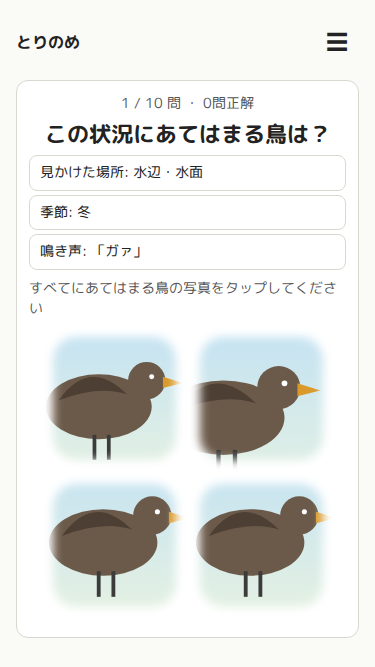 とりのめ
1 / 10 問 · 0問正解
この状況にあてはまる鳥は？
見かけた場所: 水辺・水面
季節: 冬
鳴き声: 「ガァ」
すべてにあてはまる鳥の写真をタップしてくださ
い